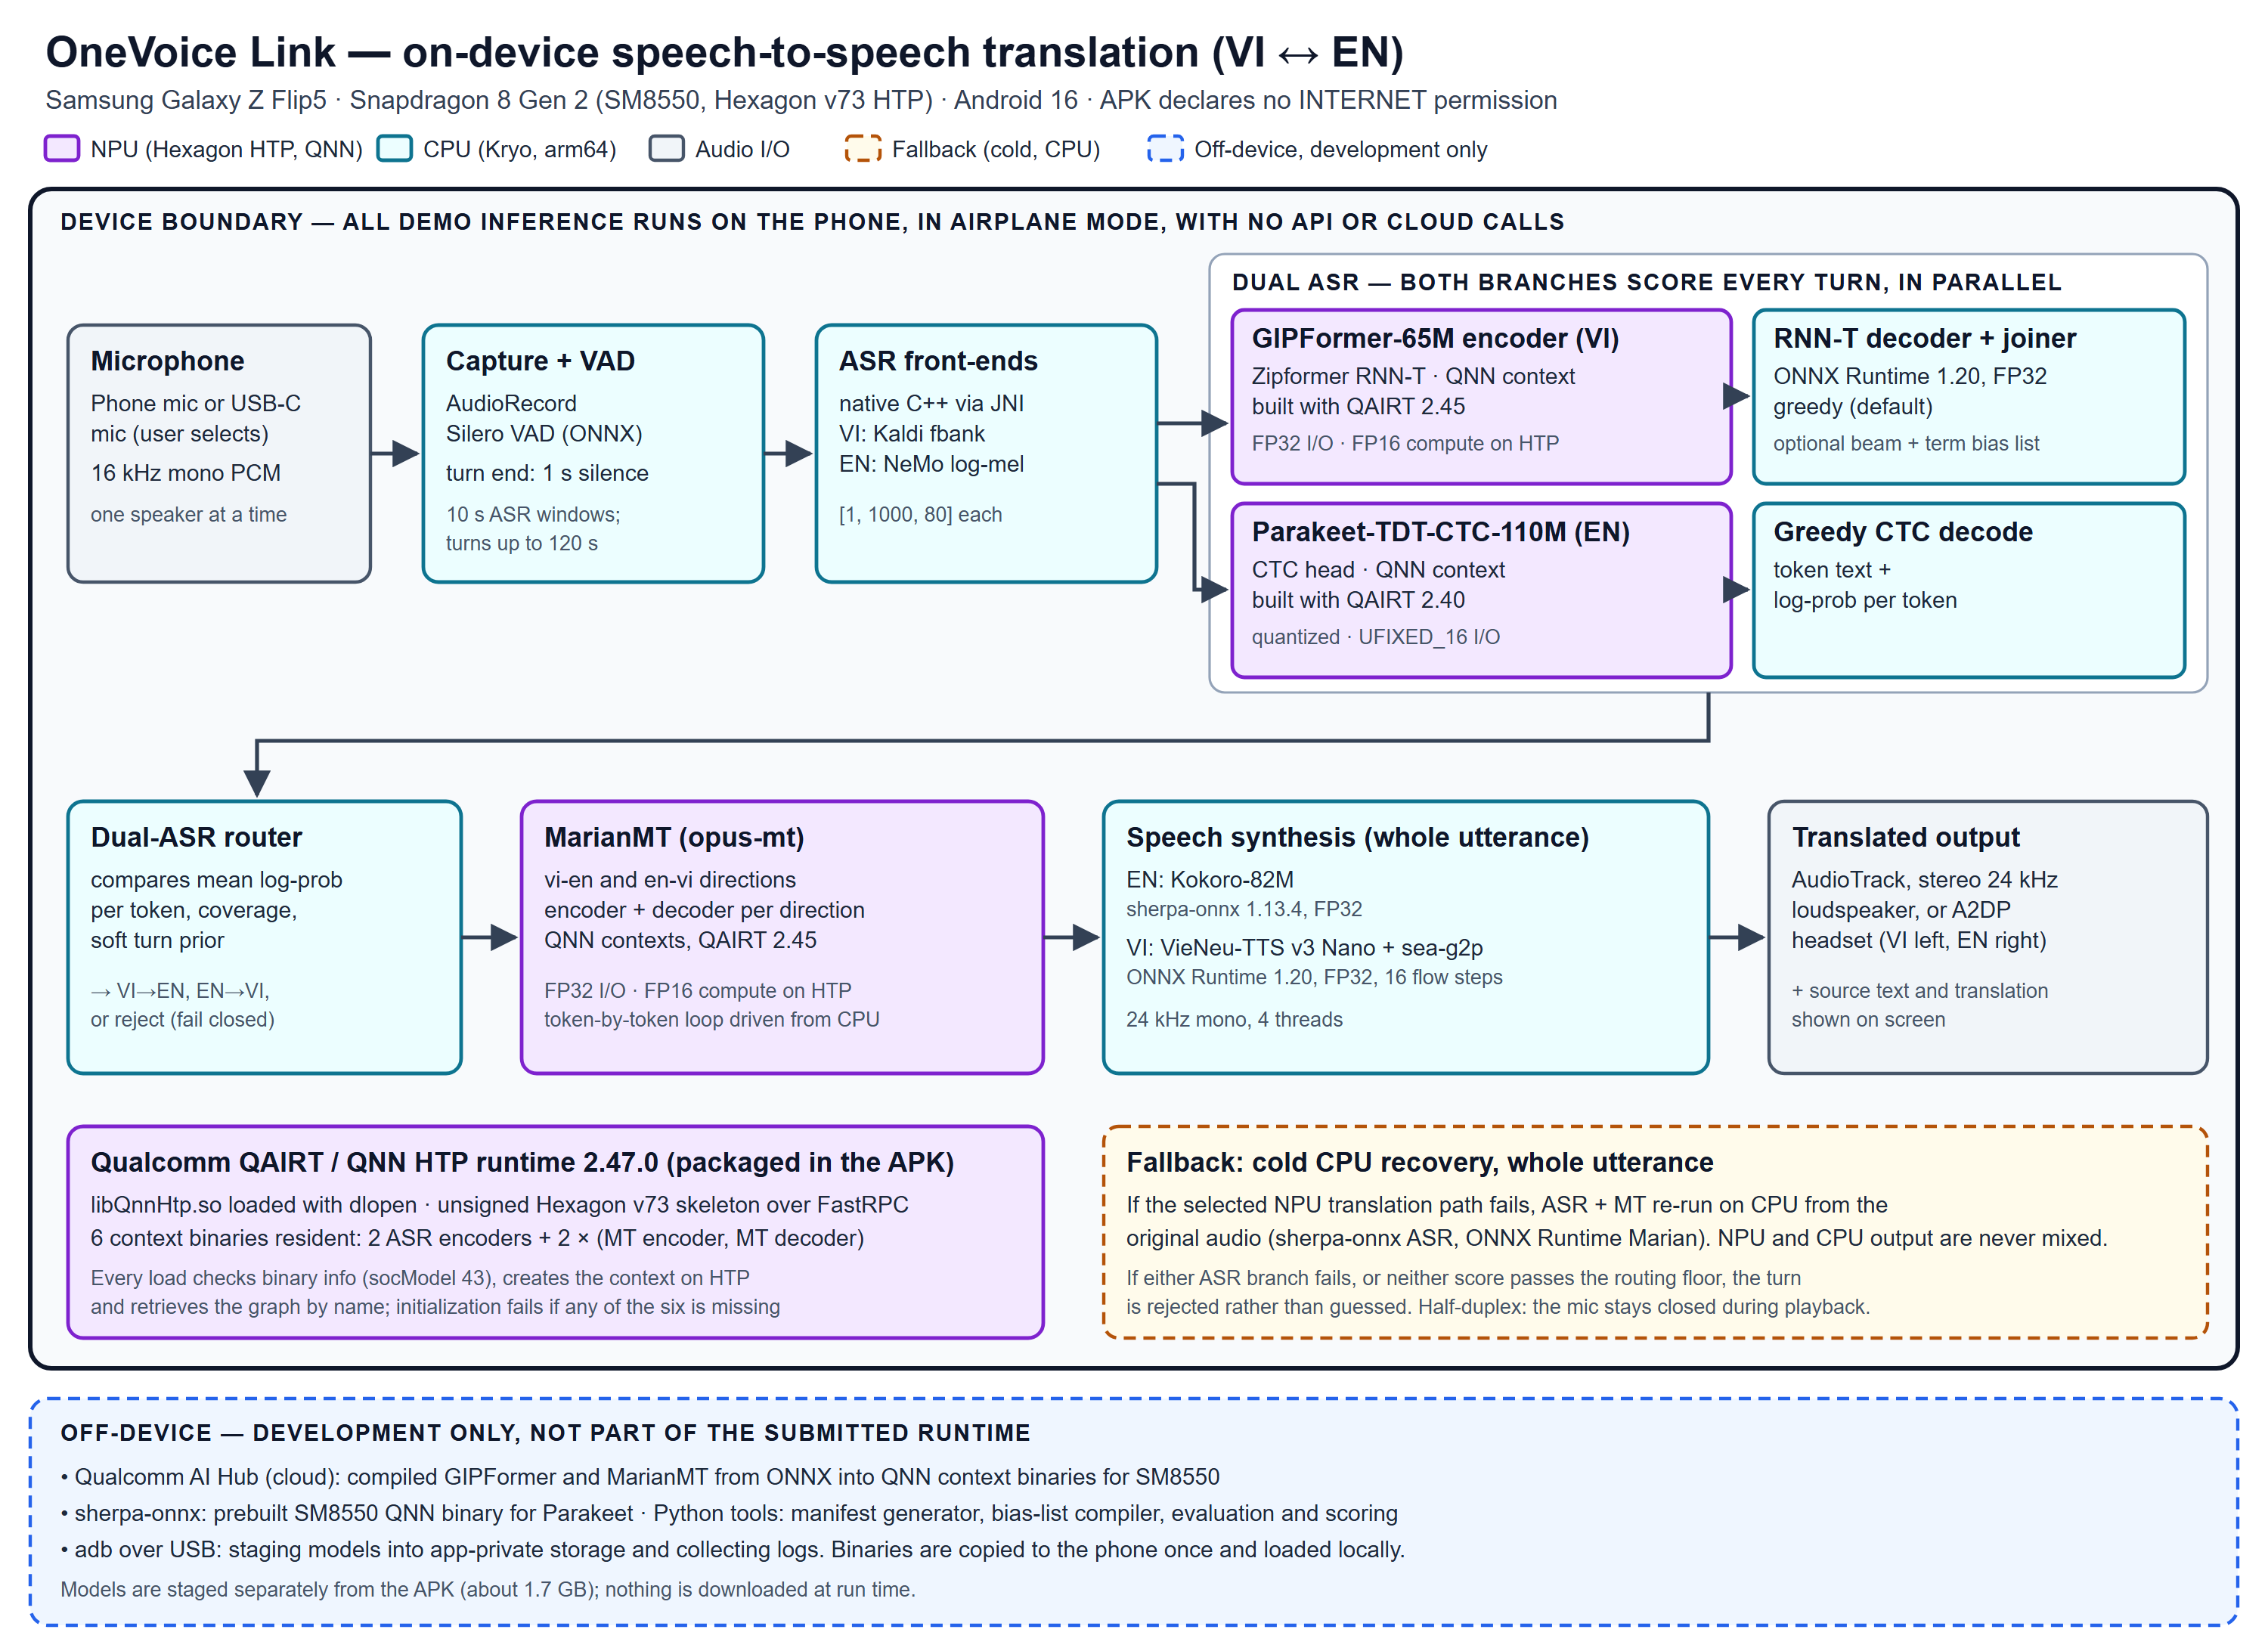 OneVoice Link — on-device speech-to-speech translation (VI ↔ EN)
Samsung Galaxy Z Flip5 · Snapdragon 8 Gen 2 (SM8550, Hexagon v73 HTP) · Android 16 · APK declares no INTERNET permission
NPU (Hexagon HTP, QNN)
CPU (Kryo, arm64)
Audio I/O
Fallback (cold, CPU)
Off-device, development only
DEVICE BOUNDARY — ALL DEMO INFERENCE RUNS ON THE PHONE, IN AIRPLANE MODE, WITH NO API OR CLOUD CALLS
Microphone
Phone mic or USB-C
mic (user selects)
16 kHz mono PCM
one speaker at a time
Capture + VAD
AudioRecord
Silero VAD (ONNX)
turn end: 1 s silence
10 s ASR windows;
turns up to 120 s
ASR front-ends
native C++ via JNI
VI: Kaldi fbank
EN: NeMo log-mel
[1, 1000, 80] each
DUAL ASR — BOTH BRANCHES SCORE EVERY TURN, IN PARALLEL
GIPFormer-65M encoder (VI)
Zipformer RNN-T · QNN context
built with QAIRT 2.45
FP32 I/O · FP16 compute on HTP
RNN-T decoder + joiner
ONNX Runtime 1.20, FP32
greedy (default)
optional beam + term bias list
Parakeet-TDT-CTC-110M (EN)
CTC head · QNN context
built with QAIRT 2.40
quantized · UFIXED_16 I/O
Greedy CTC decode
token text +
log-prob per token
Dual-ASR router
compares mean log-prob
per token, coverage,
soft turn prior
→ VI→EN, EN→VI,
or reject (fail closed)
MarianMT (opus-mt)
vi-en and en-vi directions
encoder + decoder per direction
QNN contexts, QAIRT 2.45
FP32 I/O · FP16 compute on HTP
token-by-token loop driven from CPU
Speech synthesis (whole utterance)
EN: Kokoro-82M
sherpa-onnx 1.13.4, FP32
VI: VieNeu-TTS v3 Nano + sea-g2p
ONNX Runtime 1.20, FP32, 16 flow steps
24 kHz mono, 4 threads
Translated output
AudioTrack, stereo 24 kHz
loudspeaker, or A2DP
headset (VI left, EN right)
+ source text and translation
shown on screen
Qualcomm QAIRT / QNN HTP runtime 2.47.0 (packaged in the APK)
libQnnHtp.so loaded with dlopen · unsigned Hexagon v73 skeleton over FastRPC
6 context binaries resident: 2 ASR encoders + 2 × (MT encoder, MT decoder)
Every load checks binary info (socModel 43), creates the context on HTP
and retrieves the graph by name; initialization fails if any of the six is missing
Fallback: cold CPU recovery, whole utterance
If the selected NPU translation path fails, ASR + MT re-run on CPU from the
original audio (sherpa-onnx ASR, ONNX Runtime Marian). NPU and CPU output are never mixed.
If either ASR branch fails, or neither score passes the routing floor, the turn
is rejected rather than guessed. Half-duplex: the mic stays closed during playback.
OFF-DEVICE — DEVELOPMENT ONLY, NOT PART OF THE SUBMITTED RUNTIME
• Qualcomm AI Hub (cloud): compiled GIPFormer and MarianMT from ONNX into QNN context binaries for SM8550
• sherpa-onnx: prebuilt SM8550 QNN binary for Parakeet · Python tools: manifest generator, bias-list compiler, evaluation and scoring
• adb over USB: staging models into app-private storage and collecting logs. Binaries are copied to the phone once and loaded locally.
Models are staged separately from the APK (about 1.7 GB); nothing is downloaded at run time.